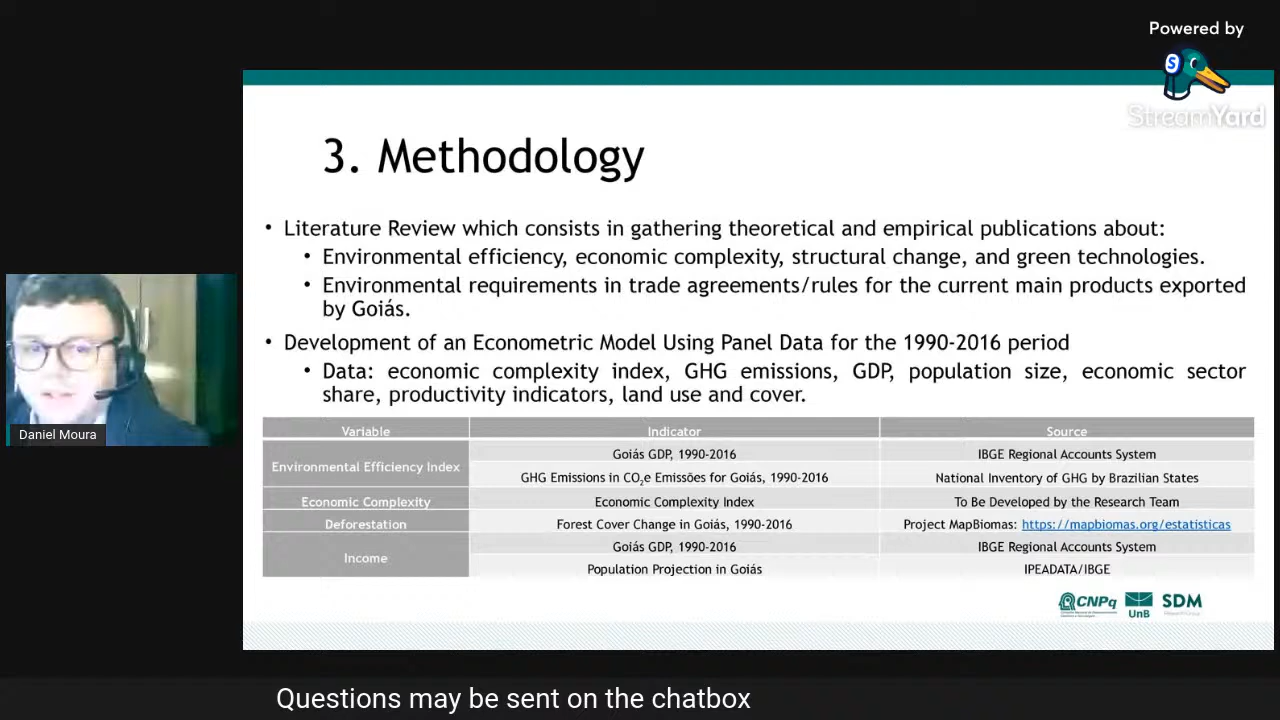 Powered by
S
StreamYard
3. Methodology
• Literature Review which consists in gathering theoretical and empirical publications about:
• Environmental efficiency, economic complexity, structural change, and green technologies.
• Environmental requirements in trade agreements/rules for the current main products exported
by Goiás.
• Development of an Econometric Model Using Panel Data for the 1990-2016 period
• Data: economic complexity index, GHG emissions, GDP, population size, economic sector
share, productivity indicators, land use and cover.
Variable Indicator Source
Environmental Efficiency Index
Goiás GDP, 1990-2016 IBGE Regional Accounts System
GHG Emissions in CO₂e Emissões for Goiás, 1990-2016 National Inventory of GHG by Brazilian States
Economic Complexity Economic Complexity Index To Be Developed by the Research Team
Deforestation Forest Cover Change in Goiás, 1990-2016 Project MapBiomas: https://mapbiomas.org/estatisticas
Income
Goiás GDP, 1990-2016 IBGE Regional Accounts System
Population Projection in Goiás IPEADATA/IBGE
CNPq
UnB
SDM
Daniel Moura
Questions may be sent on the chatbox